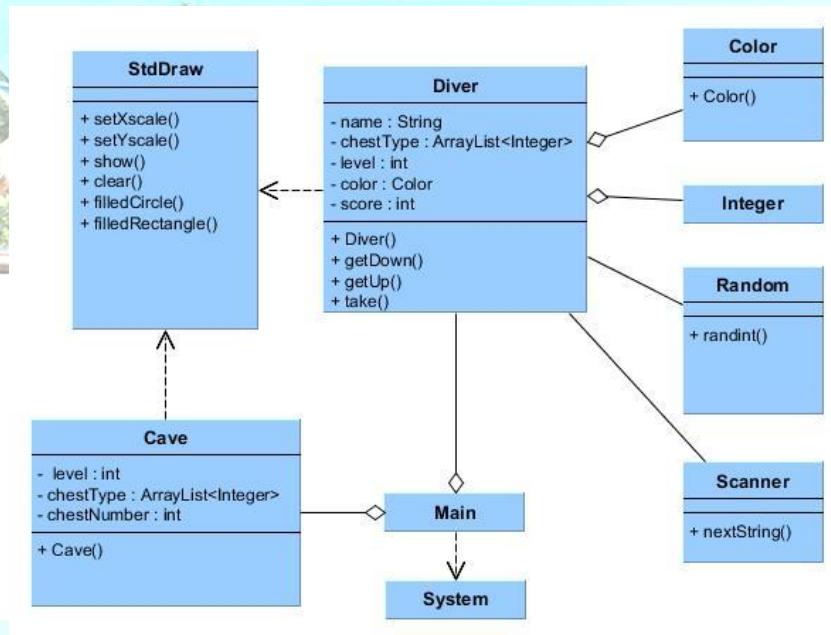 StdDraw
+ setXscale()
+ setYscale()
+ show()
+ clear()
+ filledCircle()
+ filledRectangle()
Diver
- name : String
- chestType : ArrayList<Integer>
- level : int
- color : Color
- score : int
+ Diver()
+ getDown()
+ getUp()
+ take()
Color
+ Color()
Integer
Random
+ randint()
Cave
- level : int
- chestType : ArrayList<Integer>
- chestNumber : int
+ Cave()
Main
System
Scanner
+ nextString()